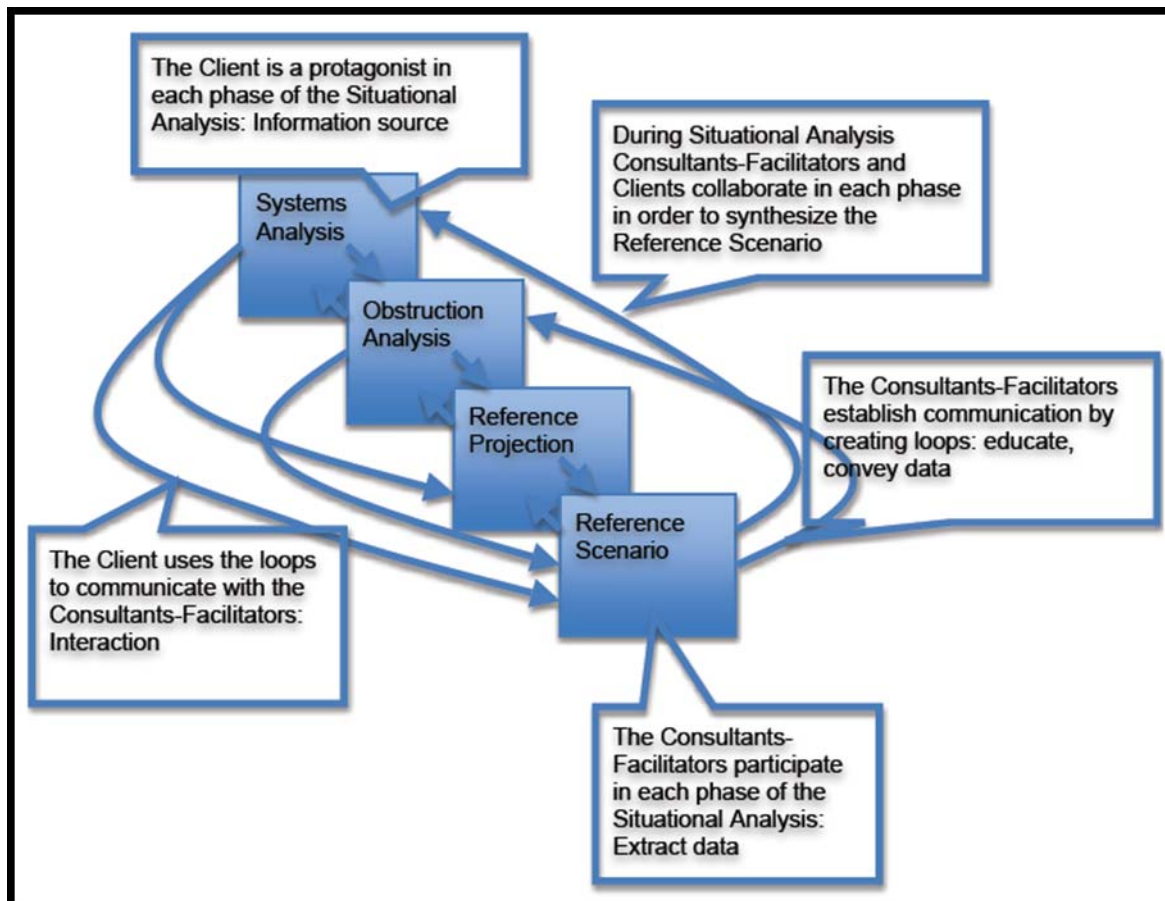 The Client is a protagonist in
each phase of the Situational
Analysis: Information source
During Situational Analysis
Consultants-Facilitators and
Clients collaborate in each phase
in order to synthesize the
Reference Scenario
Systems
Analysis
Obstruction
Analysis
Reference
Projection
Reference
Scenario
The Consultants-Facilitators
establish communication by
creating loops: educate,
convey data
The Client uses the loops
to communicate with the
Consultants-Facilitators:
Interaction
The Consultants-
Facilitators participate
in each phase of the
Situational Analysis:
Extract data